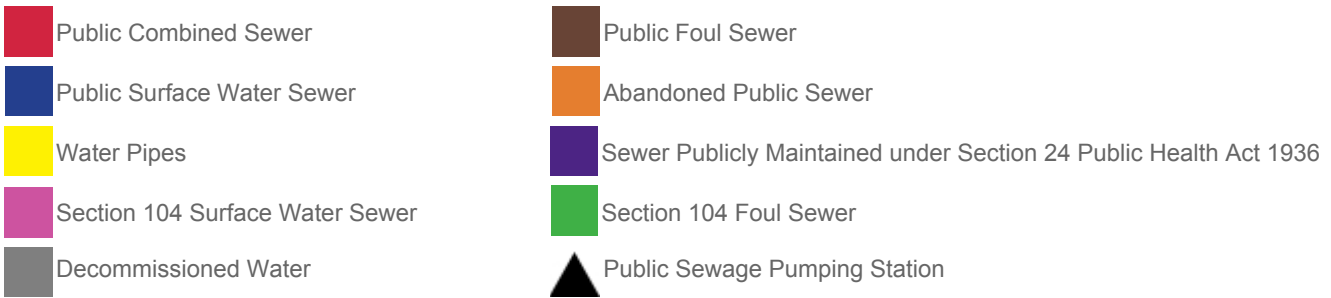 Public Combined Sewer
Public Foul Sewer
Public Surface Water Sewer
Abandoned Public Sewer
Water Pipes
Sewer Publicly Maintained under Section 24 Public Health Act 1936
Section 104 Surface Water Sewer
Section 104 Foul Sewer
Decommissioned Water
Public Sewage Pumping Station